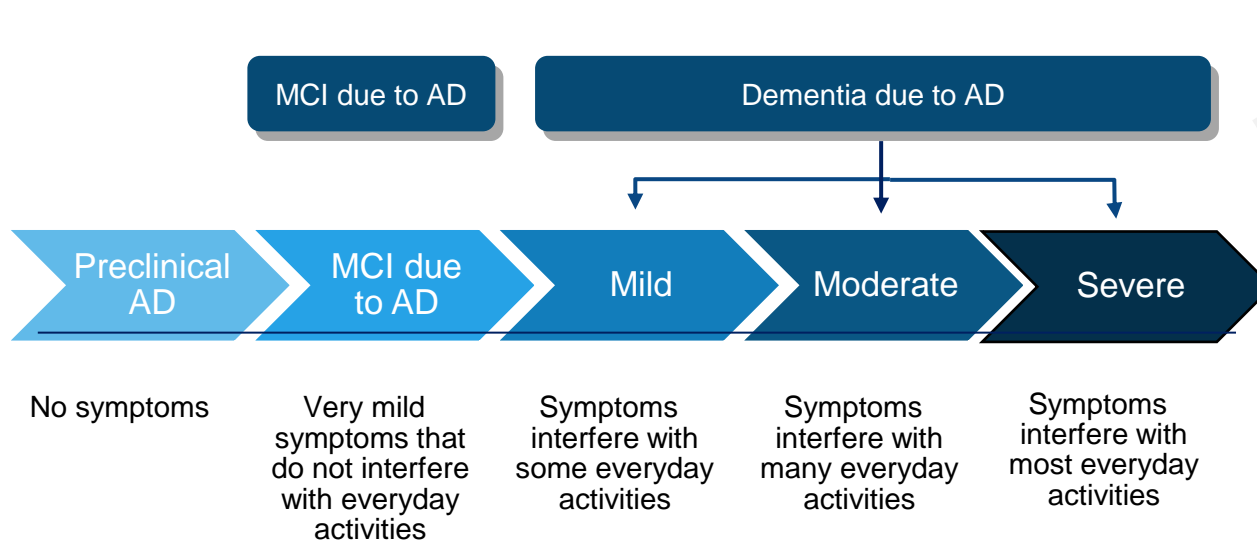 MCI due to AD
Dementia due to AD
Preclinical
AD
MCI due
to AD
Mild
Moderate
Severe
No symptoms
Very mild
symptoms that
do not interfere
with everyday
activities
Symptoms
interfere with
some everyday
activities
Symptoms
interfere with
many everyday
activities
Symptoms
interfere with
most everyday
activities